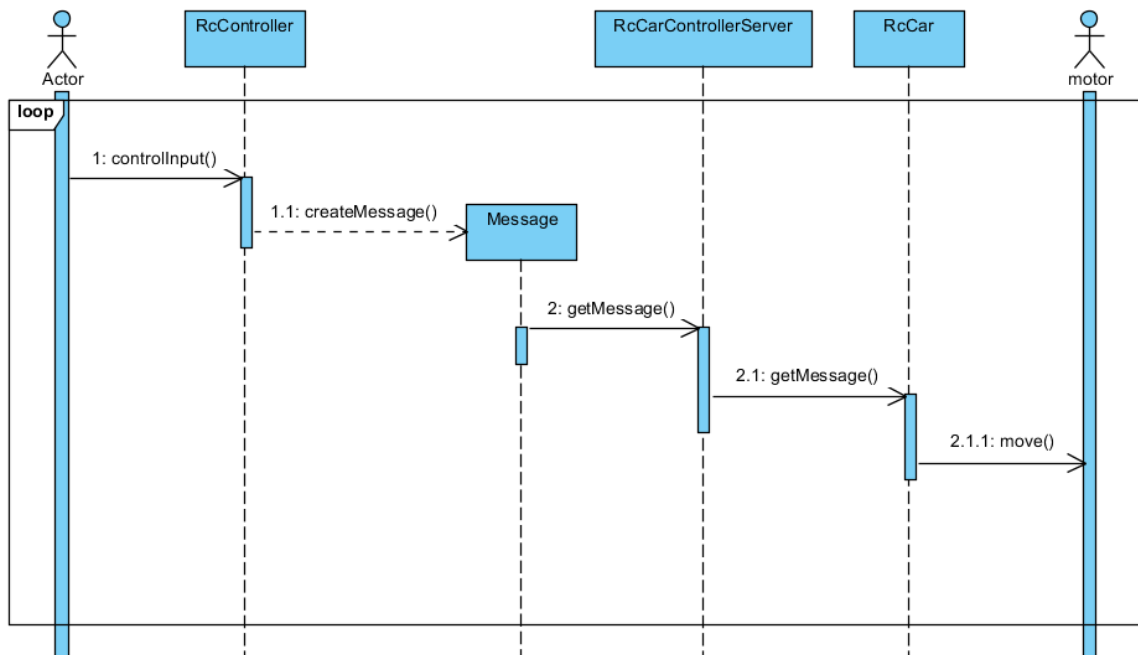 RcController
RcCarControllerServer
RcCar
Actor
motor
loop
1: controlInput()
1.1: createMessage()
Message
2: getMessage()
2.1: getMessage()
2.1.1: move()